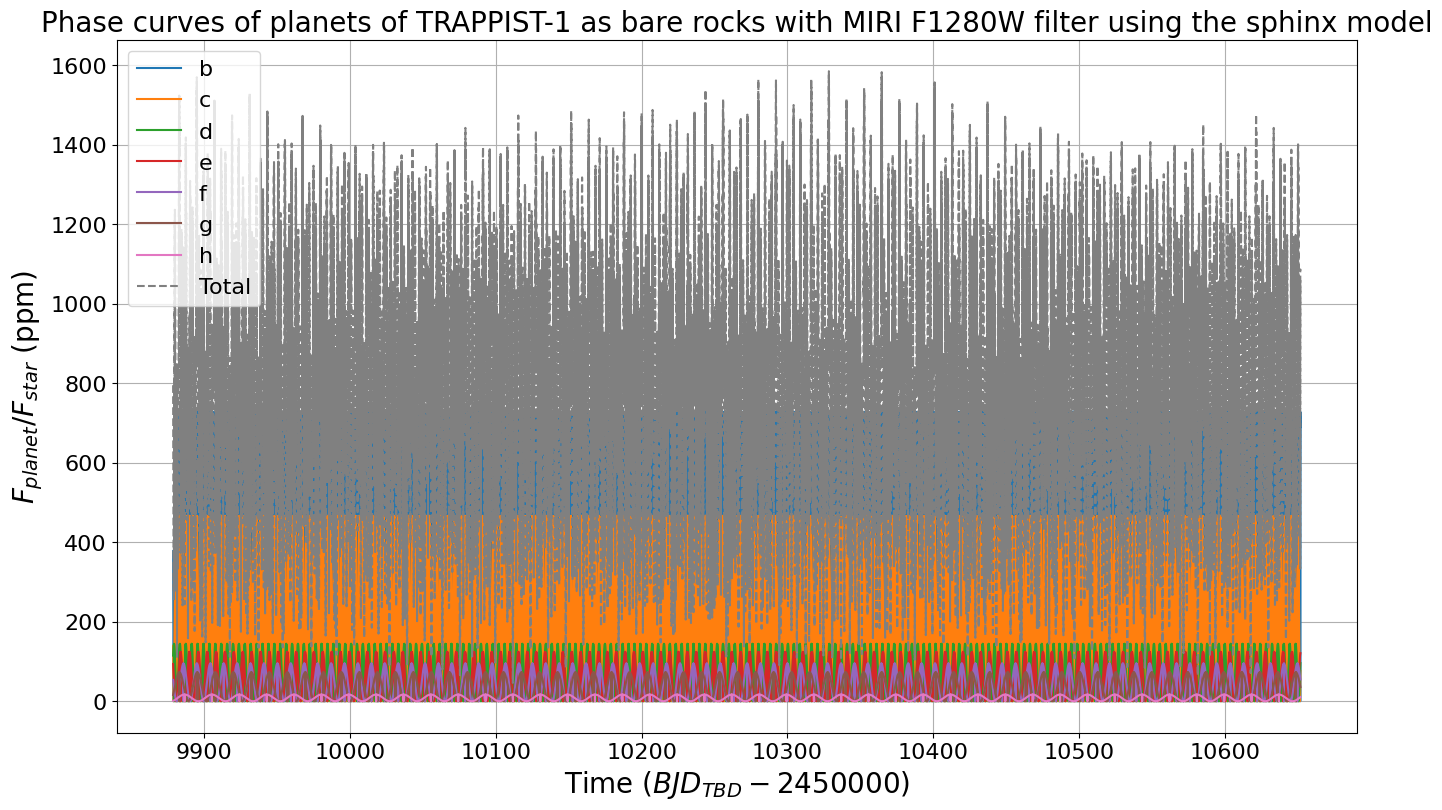 Phase curves of planets of TRAPPIST-1 as bare rocks with MIRI F1280W filter using the sphinx model
1600
1400
1200
1000
800
600
400
200
0
F_planet/F_star (ppm)
b
c
d
e
f
g
h
Total
9900 10000 10100 10200 10300 10400 10500 10600
Time (BJD_TBD − 2450000)